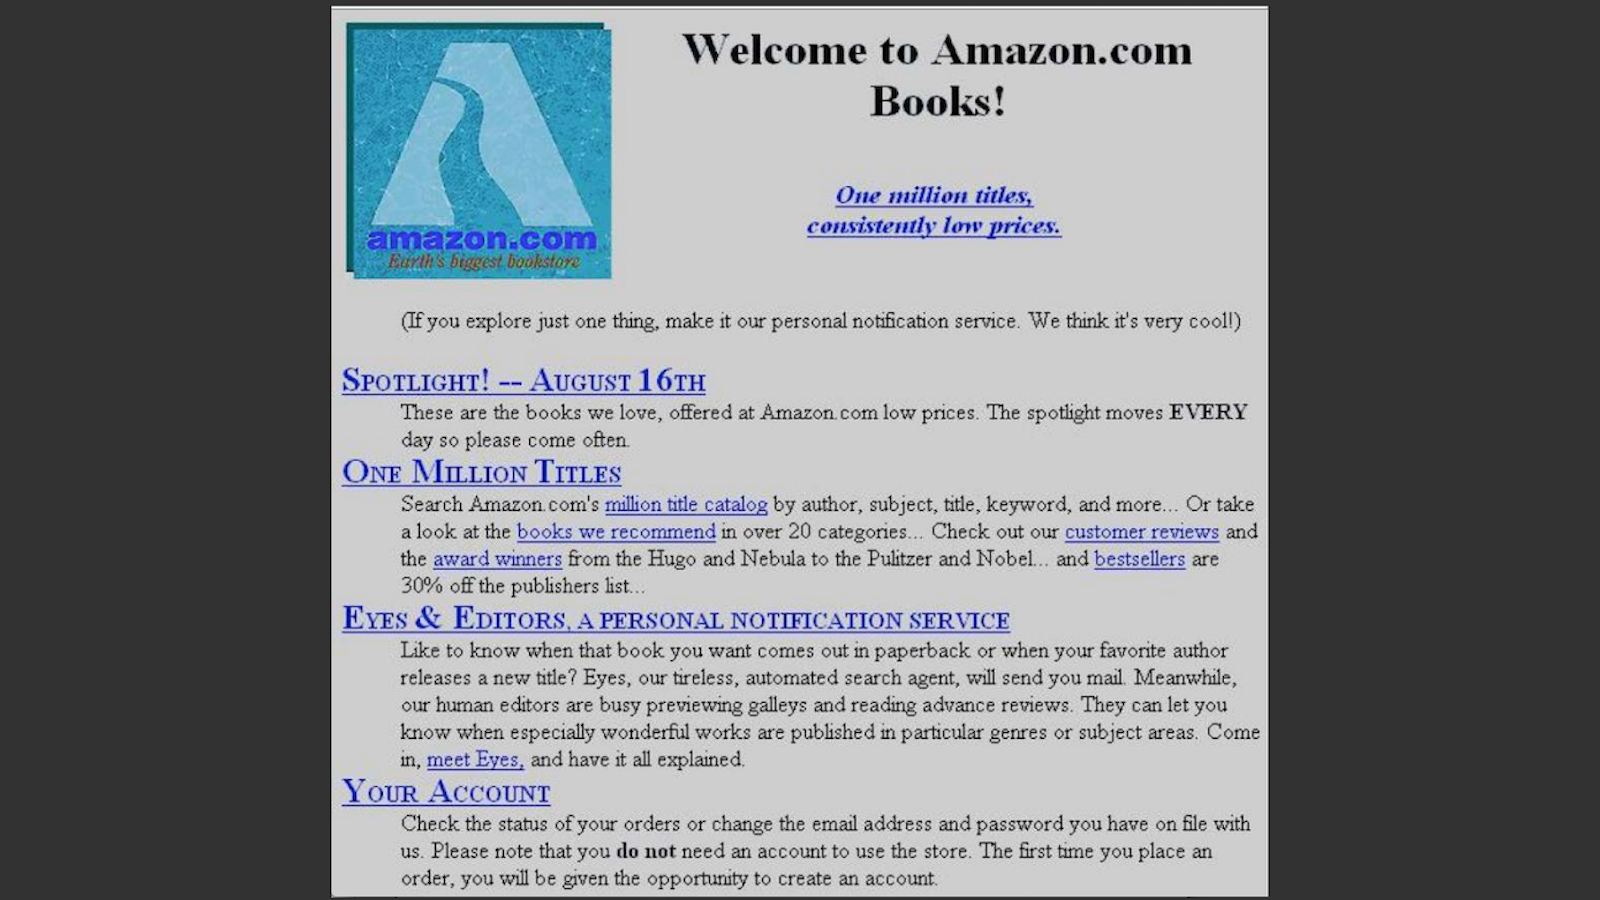 amazon.com
Earth's biggest bookstore
Welcome to Amazon.com
Books!
One million titles,
consistently low prices.
(If you explore just one thing, make it our personal notification service. We think it's very cool!)
SPOTLIGHT! -- AUGUST 16TH
These are the books we love, offered at Amazon.com low prices. The spotlight moves EVERY
day so please come often.
ONE MILLION TITLES
Search Amazon.com's million title catalog by author, subject, title, keyword, and more... Or take
a look at the books we recommend in over 20 categories... Check out our customer reviews and
the award winners from the Hugo and Nebula to the Pulitzer and Nobel... and bestsellers are
30% off the publishers list...
EYES & EDITORS, A PERSONAL NOTIFICATION SERVICE
Like to know when that book you want comes out in paperback or when your favorite author
releases a new title? Eyes, our tireless, automated search agent, will send you mail. Meanwhile,
our human editors are busy previewing galleys and reading advance reviews. They can let you
know when especially wonderful works are published in particular genres or subject areas. Come
in, meet Eyes, and have it all explained.
YOUR ACCOUNT
Check the status of your orders or change the email address and password you have on file with
us. Please note that you do not need an account to use the store. The first time you place an
order, you will be given the opportunity to create an account.